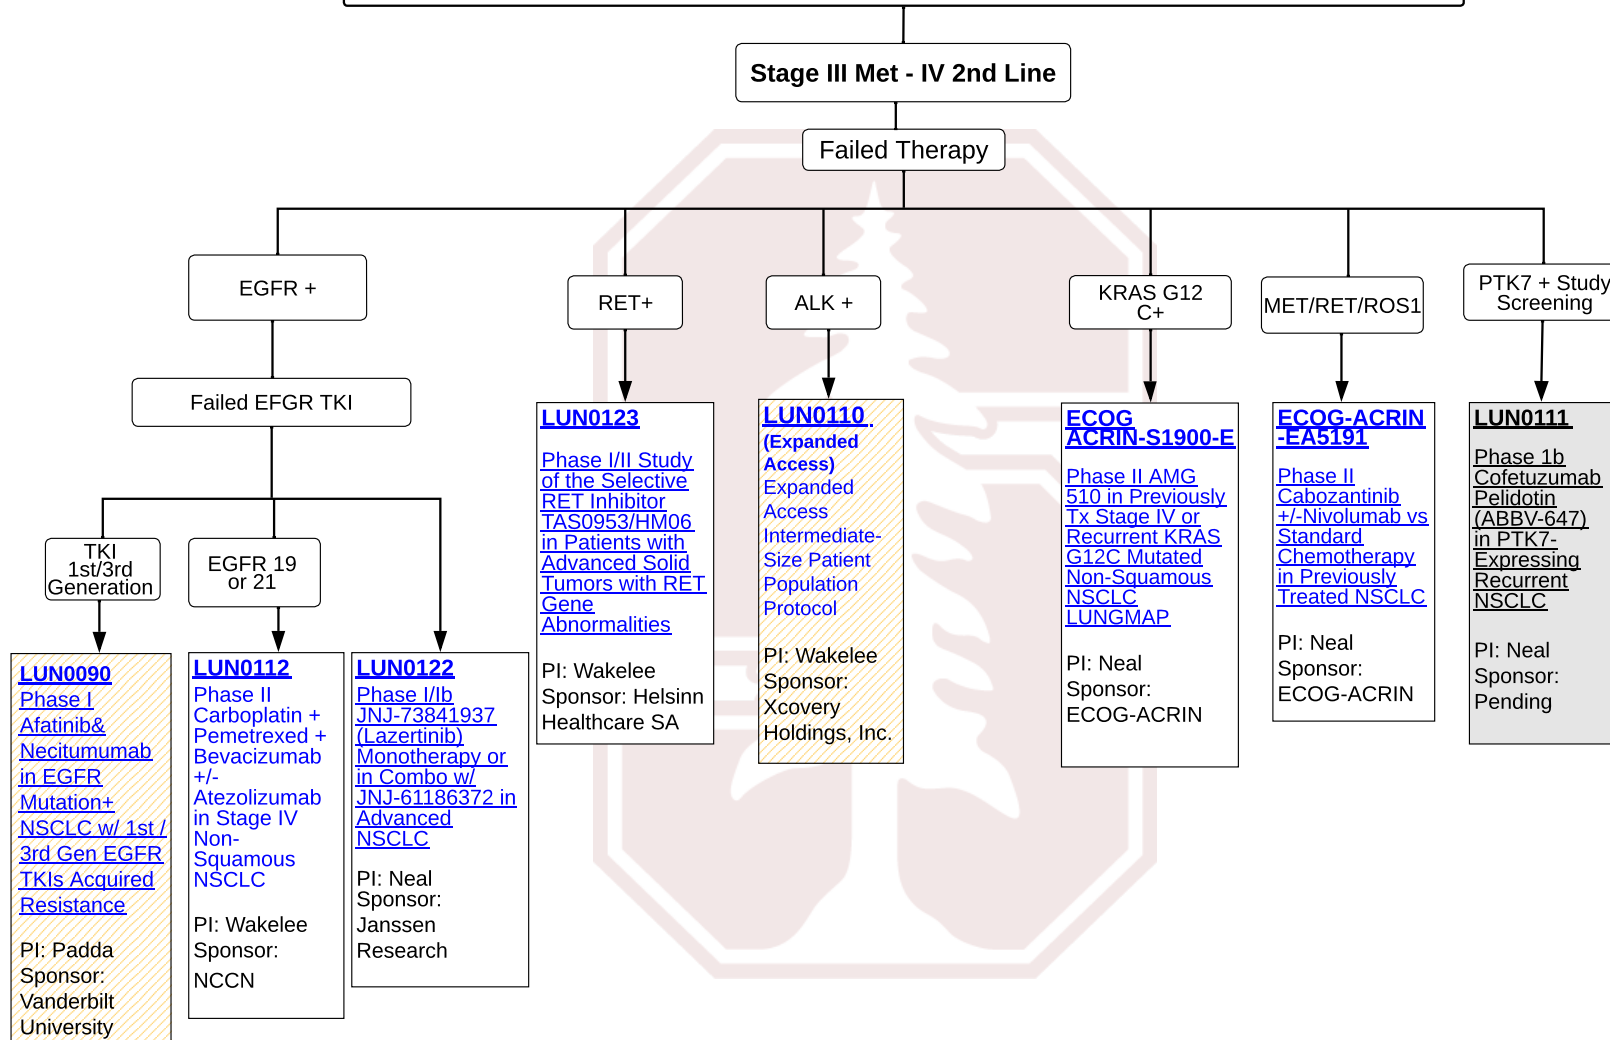 Stage III Met - IV 2nd Line
Failed Therapy
EGFR +
RET+
ALK +
KRAS G12
C+
MET/RET/ROS1
PTK7 + Study
Screening
Failed EFGR TKI
TKI
1st/3rd
Generation
EGFR 19
or 21
LUN0090
Phase I
Afatinib&
Necitumumab
in EGFR
Mutation+
NSCLC w/ 1st /
3rd Gen EGFR
TKIs Acquired
Resistance
PI: Padda
Sponsor:
Vanderbilt
University
LUN0112
Phase II
Carboplatin +
Pemetrexed +
Bevacizumab
+/-
Atezolizumab
in Stage IV
Non-
Squamous
NSCLC
PI: Wakelee
Sponsor:
NCCN
LUN0122
Phase I/Ib
JNJ-73841937
(Lazertinib)
Monotherapy or
in Combo w/
JNJ-61186372 in
Advanced
NSCLC
PI: Neal
Sponsor:
Janssen
Research
LUN0123
Phase I/II Study
of the Selective
RET Inhibitor
TAS0953/HM06
in Patients with
Advanced Solid
Tumors with RET
Gene
Abnormalities
PI: Wakelee
Sponsor: Helsinn
Healthcare SA
LUN0110
(Expanded
Access)
Expanded
Access
Intermediate-
Size Patient
Population
Protocol
PI: Wakelee
Sponsor:
Xcovery
Holdings, Inc.
ECOG
ACRIN-S1900-E
Phase II AMG
510 in Previously
Tx Stage IV or
Recurrent KRAS
G12C Mutated
Non-Squamous
NSCLC
LUNGMAP
PI: Neal
Sponsor:
ECOG-ACRIN
ECOG-ACRIN
-EA5191
Phase II
Cabozantinib
+/-Nivolumab vs
Standard
Chemotherapy
in Previously
Treated NSCLC
PI: Neal
Sponsor:
ECOG-ACRIN
LUN0111
Phase 1b
Cofetuzumab
Pelidotin
(ABBV-647)
in PTK7-
Expressing
Recurrent
NSCLC
PI: Neal
Sponsor:
Pending